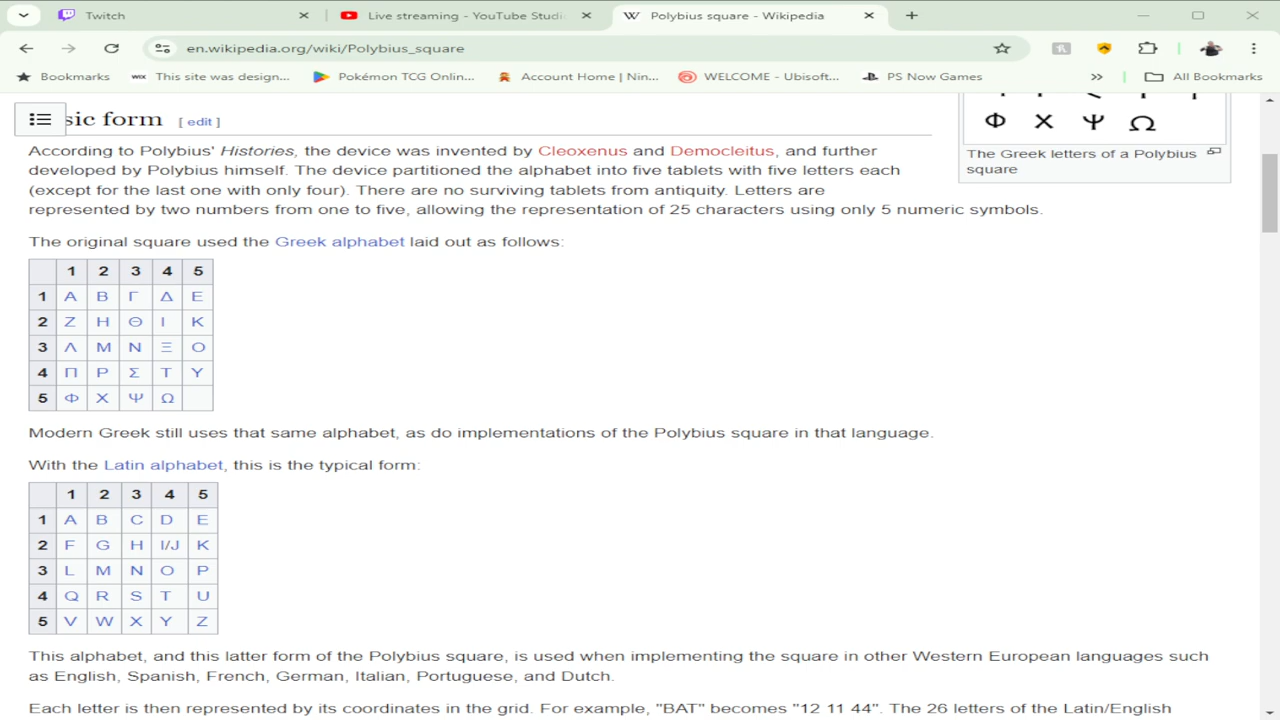 Twitch
Live streaming - YouTube Studi
Polybius square - Wikipedia
en.wikipedia.org/wiki/Polybius_square
Bookmarks
WIX This was design...
Pokémon TCG Onlin...
Account Home | Nin...
WELCOME - Ubisoft...
PS Now Games
»
All Bookmarks
sic form [ edit ]
According to Polybius' Histories, the device was invented by Cleoxenus and Democleitus, and further
developed by Polybius himself. The device partitioned the alphabet into five tablets with five letters each
(except for the last one with only four). There are no surviving tablets from antiquity. Letters are
represented by two numbers from one to five, allowing the representation of 25 characters using only 5 numeric symbols.
Φ Χ Ψ Ω
The Greek letters of a Polybius
square
The original square used the Greek alphabet laid out as follows:
1 2 3 4 5
1 Α Β Γ Δ Ε
2 Ζ Η Θ Ι Κ
3 Λ Μ Ν Ξ Ο
4 Π Ρ Σ Τ Υ
5 Φ Χ Ψ Ω
Modern Greek still uses that same alphabet, as do implementations of the Polybius square in that language.
With the Latin alphabet, this is the typical form:
1 2 3 4 5
1 A B C D E
2 F G H I/J K
3 L M N O P
4 Q R S T U
5 V W X Y Z
This alphabet, and this latter form of the Polybius square, is used when implementing the square in other Western European languages such
as English, Spanish, French, German, Italian, Portuguese, and Dutch.
Each letter is then represented by its coordinates in the grid. For example, "BAT" becomes "12 11 44". The 26 letters of the Latin/English